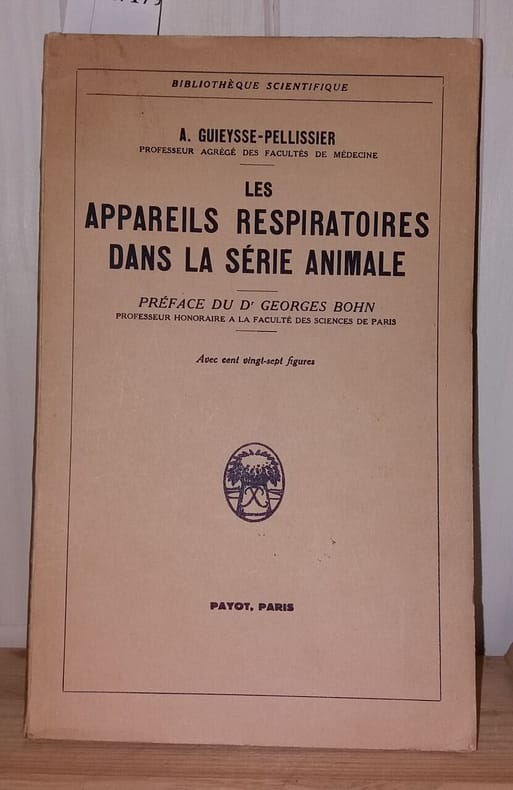 BIBLIOTHÈQUE SCIENTIFIQUE
A. GUIEYSSE-PELLISSIER
PROFESSEUR AGRÉGÉ DES FACULTÉS DE MÉDECINE
LES
APPAREILS RESPIRATOIRES
DANS LA SÉRIE ANIMALE
PRÉFACE DU Dr GEORGES BOHN
PROFESSEUR HONORAIRE A LA FACULTÉ DES SCIENCES DE PARIS
Avec cent vingt-sept figures
PAYOT, PARIS